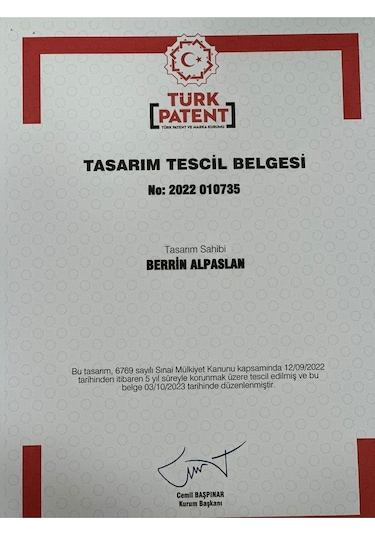 TÜRK
PATENT
TÜRK PATENT VE MARKA KURUMU
TASARIM TESCİL BELGESİ
No: 2022 010735
Tasarım Sahibi
BERRİN ALPASLAN
Bu tasarım, 6769 sayılı Sınai Mülkiyet Kanunu kapsamında 12/09/2022
tarihinden itibaren 5 yıl süreyle korunmak üzere tescil edilmiş ve bu
belge 03/10/2023 tarihinde düzenlenmiştir.
Cemil BAŞPINAR
Kurum Başkanı